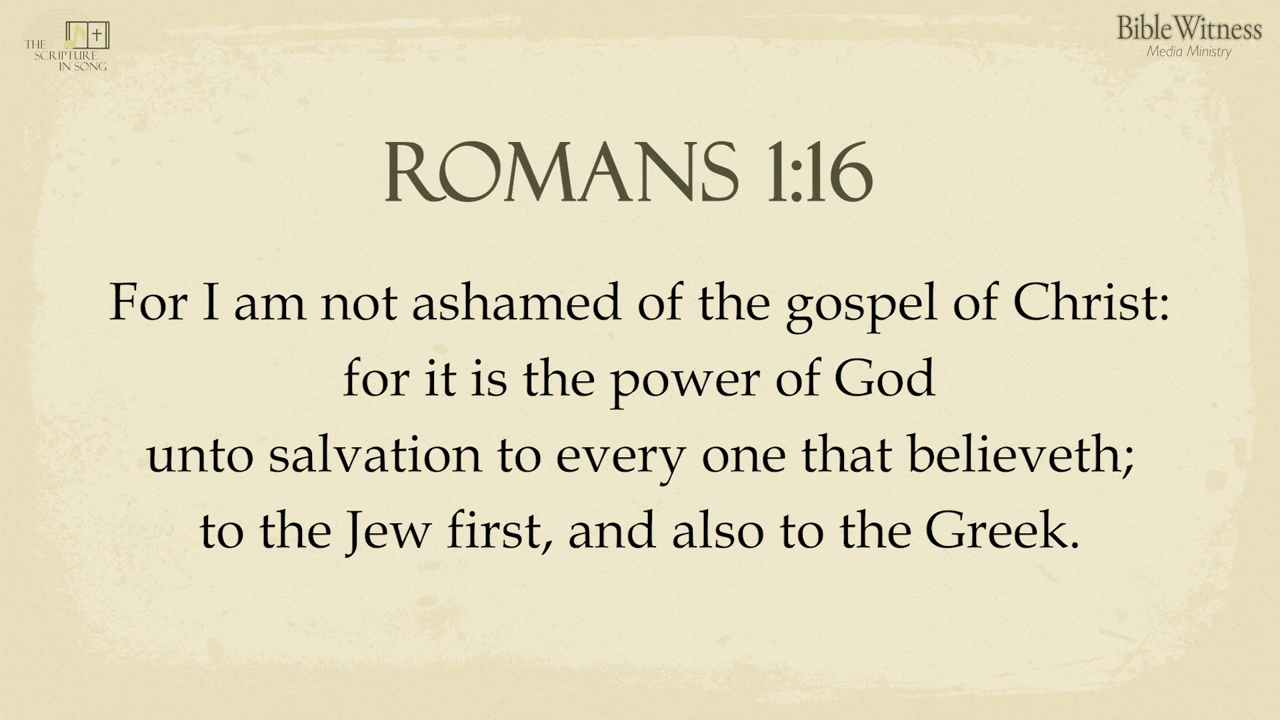 THE
SCRIPTURE
IN SONG
BibleWitness
Media Ministry
ROMANS 1:16
For I am not ashamed of the gospel of Christ:
for it is the power of God
unto salvation to every one that believeth;
to the Jew first, and also to the Greek.